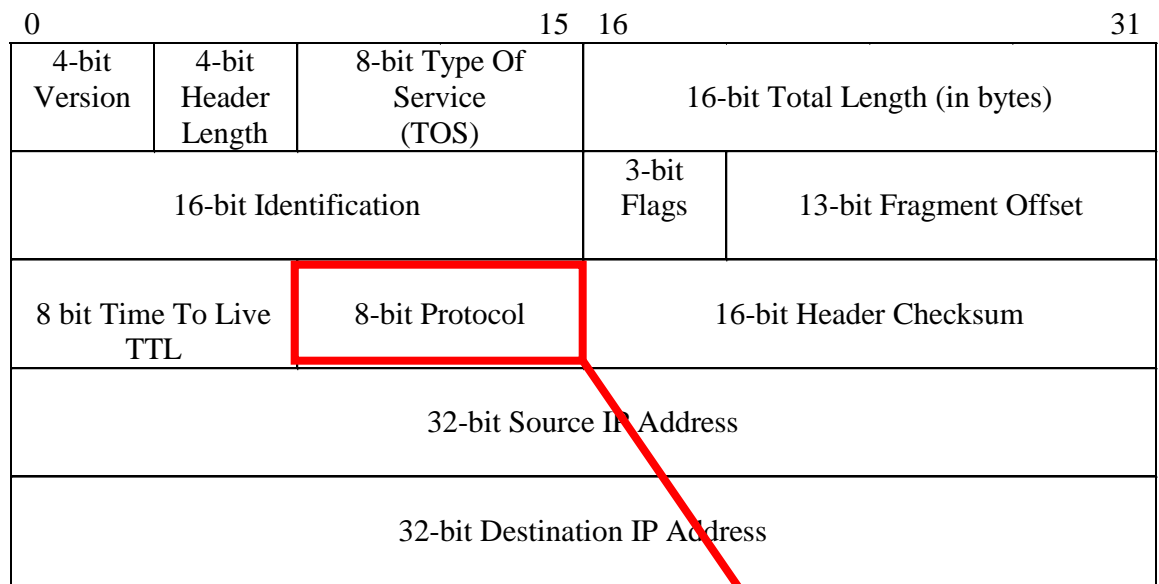 0 15 16 31
4-bit
Version
4-bit
Header
Length
8-bit Type Of
Service
(TOS)
16-bit Total Length (in bytes)
16-bit Identification
3-bit
Flags
13-bit Fragment Offset
8 bit Time To Live
TTL
8-bit Protocol
16-bit Header Checksum
32-bit Source IP Address
32-bit Destination IP Address